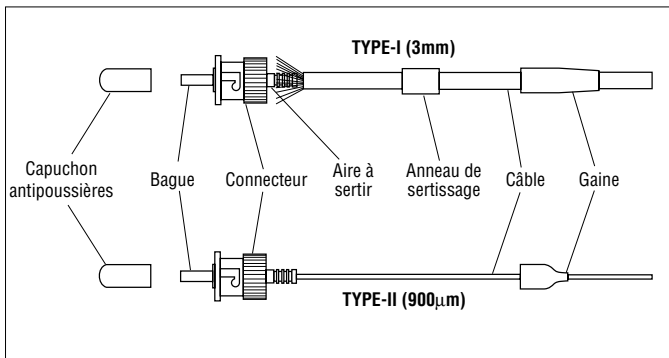 TYPE-I (3mm)
Capuchon
antipoussières
Bague
Connecteur
Aire à
sertir
Anneau de
sertissage
Câble
Gaine
TYPE-II (900µm)